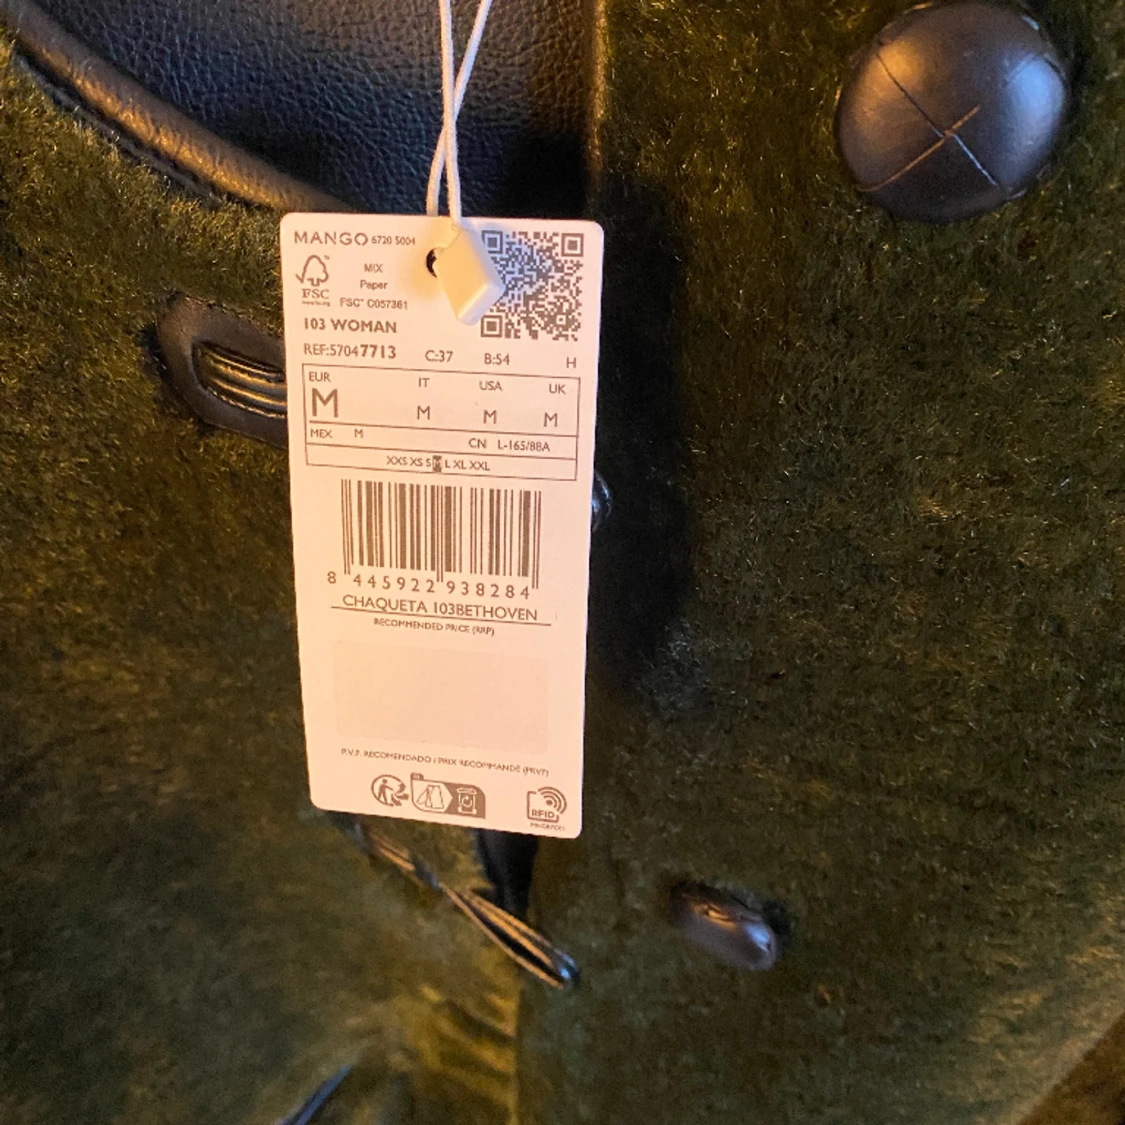 MANGO 6720 S004
MIX
Paper
FSC
FSC® C057361
103 WOMAN
REF:57047713 C:37 B:54 H
EUR IT USA UK
M M M M
MEX M CN L-165/88A
XXS XS S M L XL XXL
8 445922 938284
CHAQUETA 103BETHOVEN
RECOMMENDED PRICE (RRP)
P.V.P. RECOMENDADO / PRIX RECOMMANDÉ (PRVP)
RFID